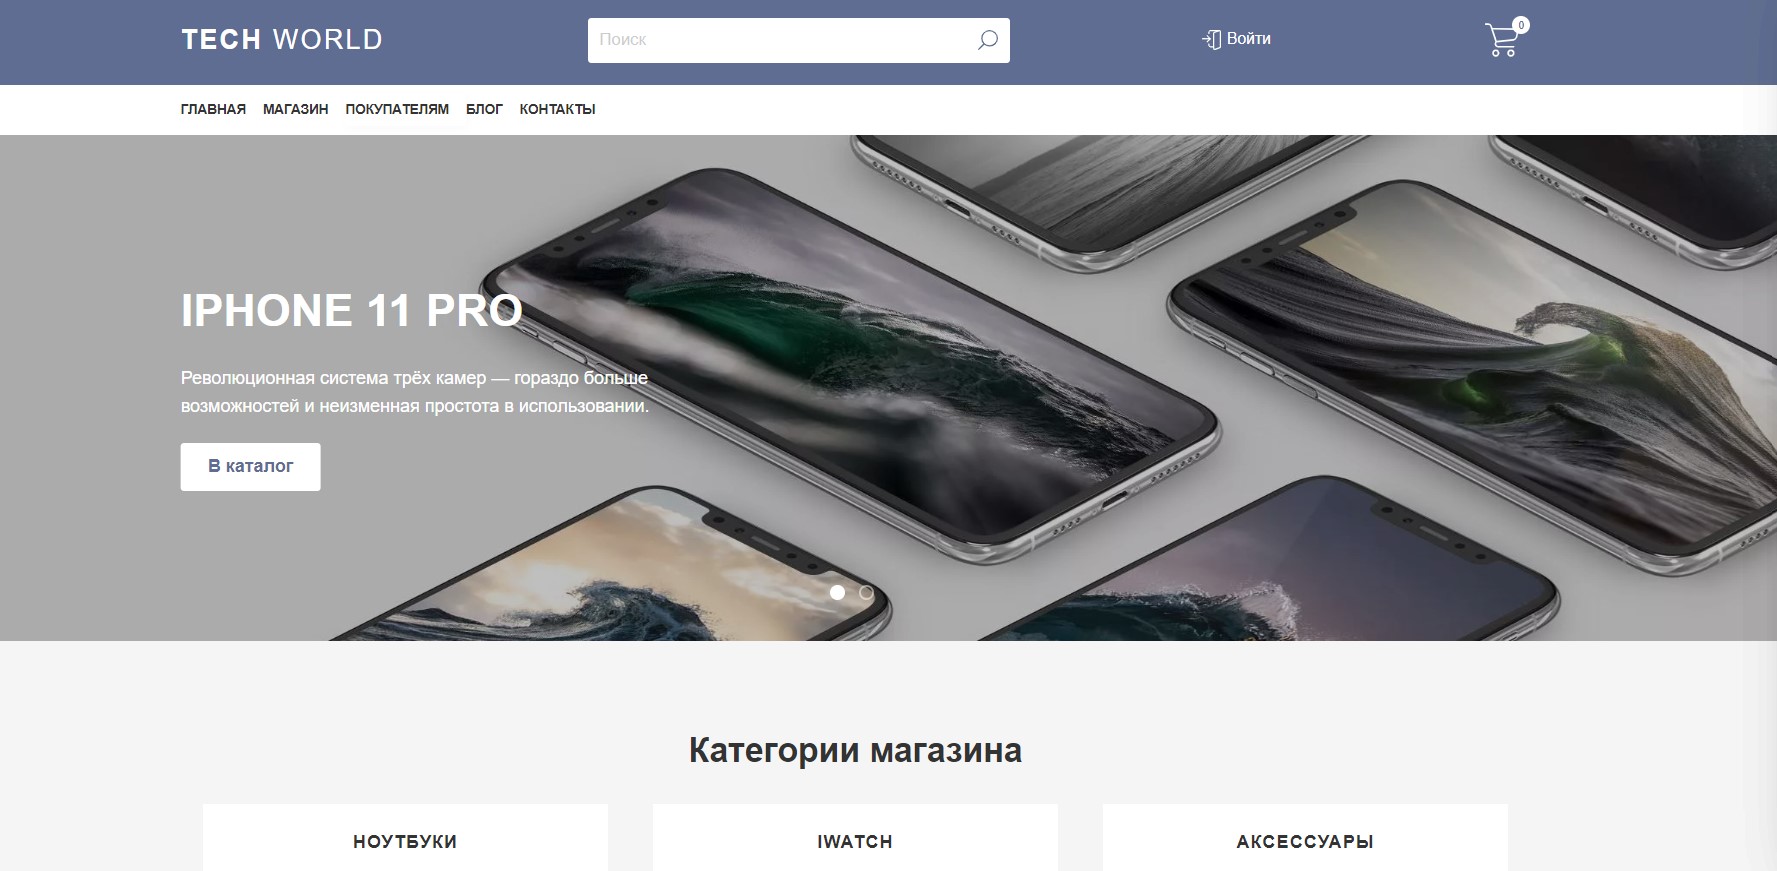 TECH WORLD
Поиск
Войти
0
ГЛАВНАЯ МАГАЗИН ПОКУПАТЕЛЯМ БЛОГ КОНТАКТЫ
IPHONE 11 PRO
Революционная система трёх камер — гораздо больше
возможностей и неизменная простота в использовании.
В каталог
Категории магазина
НОУТБУКИ
IWATCH
АКСЕССУАРЫ